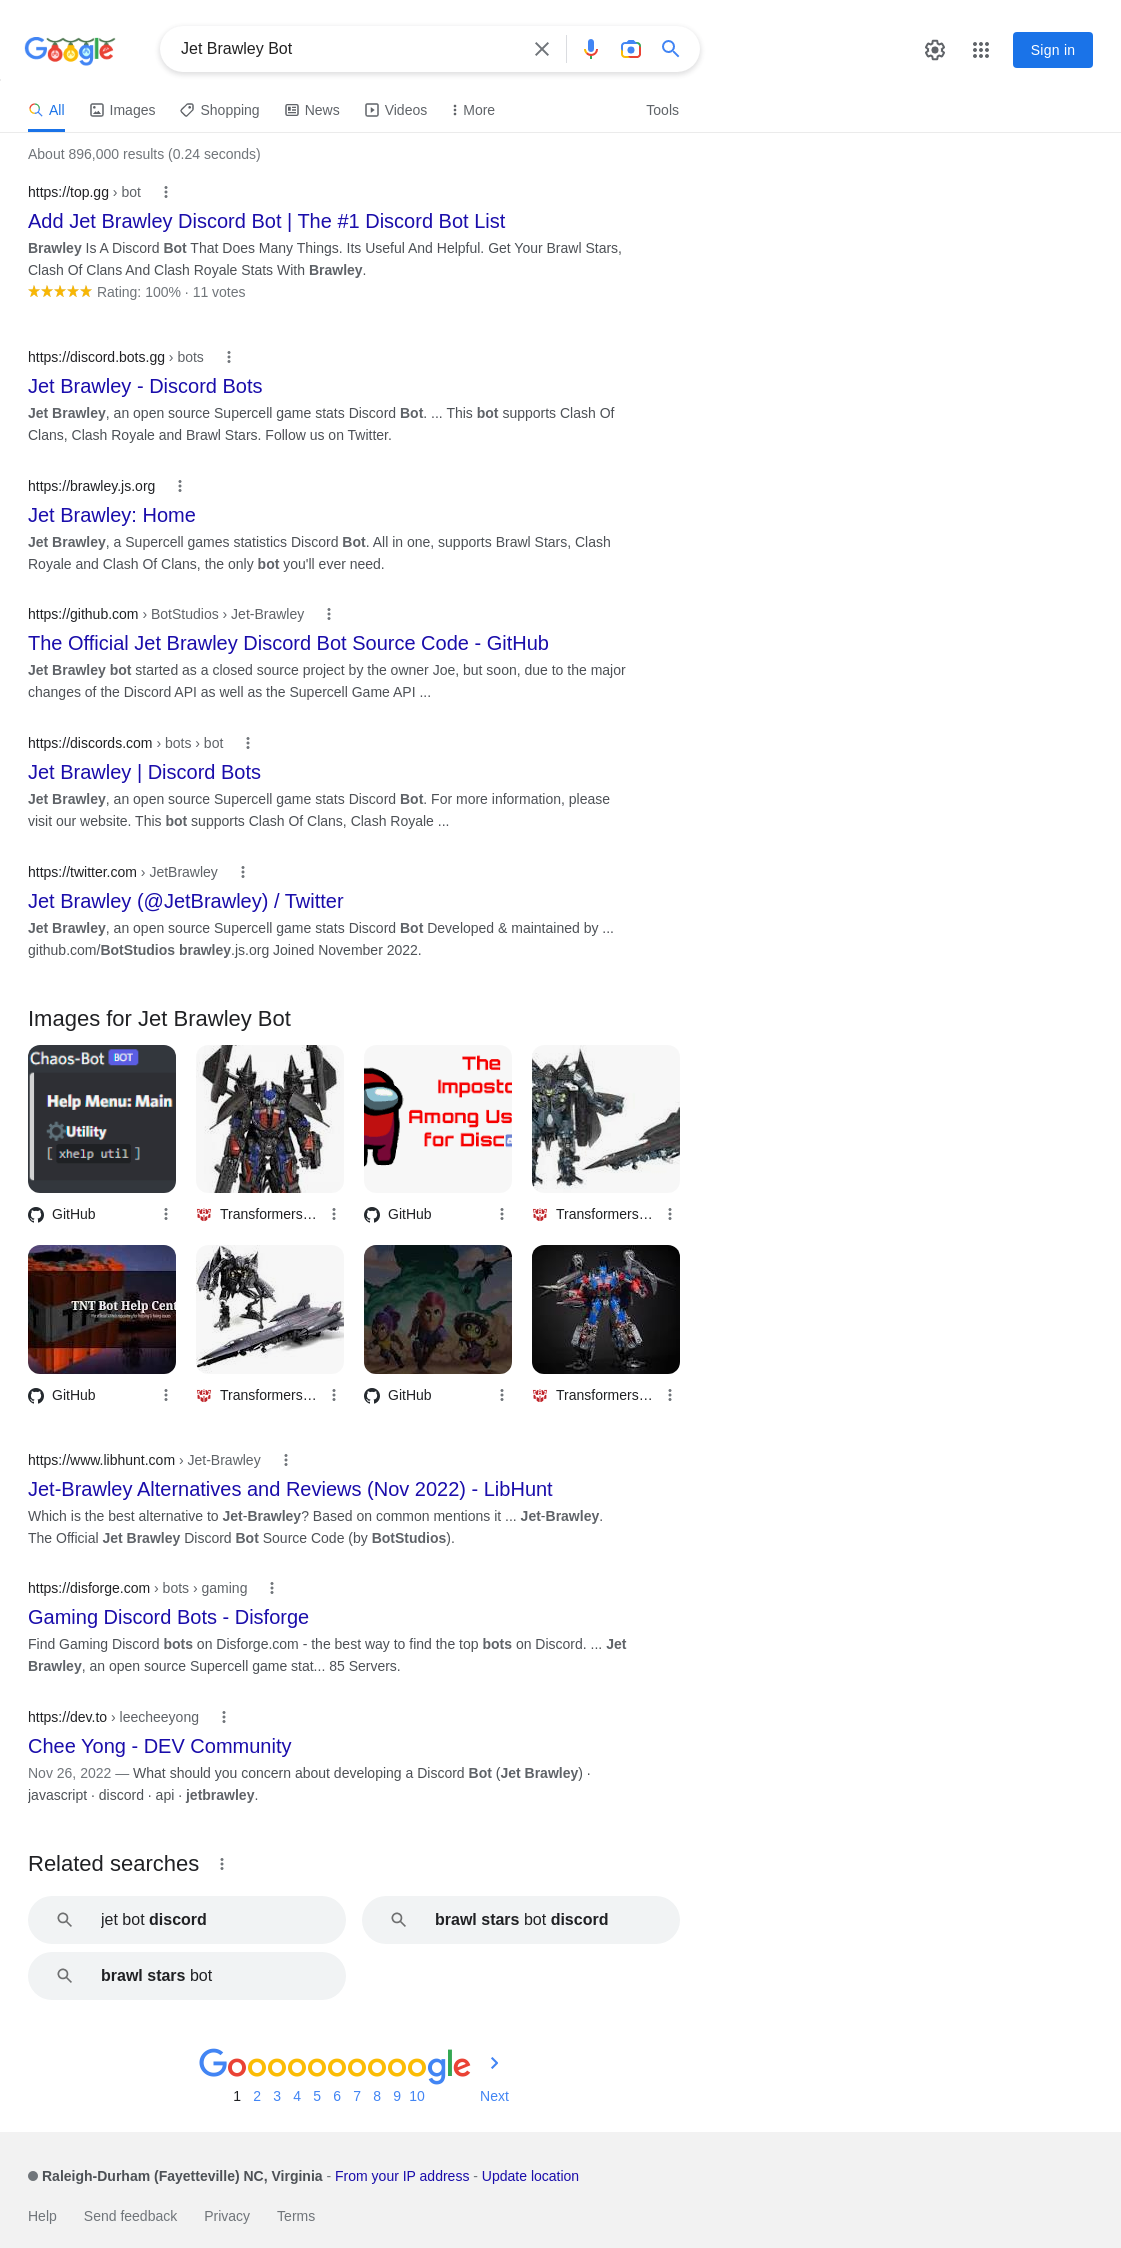 Google
Jet Brawley Bot
Sign in
All
Images
Shopping
News
Videos
More
Tools
About 896,000 results (0.24 seconds)
https://top.gg › bot
Add Jet Brawley Discord Bot | The #1 Discord Bot List
Brawley Is A Discord Bot That Does Many Things. Its Useful And Helpful. Get Your Brawl Stars,
Clash Of Clans And Clash Royale Stats With Brawley.
Rating: 100% · 11 votes
https://discord.bots.gg › bots
Jet Brawley - Discord Bots
Jet Brawley, an open source Supercell game stats Discord Bot. ... This bot supports Clash Of
Clans, Clash Royale and Brawl Stars. Follow us on Twitter.
https://brawley.js.org
Jet Brawley: Home
Jet Brawley, a Supercell games statistics Discord Bot. All in one, supports Brawl Stars, Clash
Royale and Clash Of Clans, the only bot you'll ever need.
https://github.com › BotStudios › Jet-Brawley
The Official Jet Brawley Discord Bot Source Code - GitHub
Jet Brawley bot started as a closed source project by the owner Joe, but soon, due to the major
changes of the Discord API as well as the Supercell Game API ...
https://discords.com › bots › bot
Jet Brawley | Discord Bots
Jet Brawley, an open source Supercell game stats Discord Bot. For more information, please
visit our website. This bot supports Clash Of Clans, Clash Royale ...
https://twitter.com › JetBrawley
Jet Brawley (@JetBrawley) / Twitter
Jet Brawley, an open source Supercell game stats Discord Bot Developed & maintained by ...
github.com/BotStudios brawley.js.org Joined November 2022.
Images for Jet Brawley Bot
Chaos-Bot BOT
Help Menu: Main
Utility
[ xhelp util ]
The
Imposto
Among Us
for Disc
GitHub
Transformers…
GitHub
Transformers…
TNT Bot Help Cent
GitHub
Transformers…
GitHub
Transformers…
https://www.libhunt.com › Jet-Brawley
Jet-Brawley Alternatives and Reviews (Nov 2022) - LibHunt
Which is the best alternative to Jet-Brawley? Based on common mentions it ... Jet-Brawley.
The Official Jet Brawley Discord Bot Source Code (by BotStudios).
https://disforge.com › bots › gaming
Gaming Discord Bots - Disforge
Find Gaming Discord bots on Disforge.com - the best way to find the top bots on Discord. ... Jet
Brawley, an open source Supercell game stat... 85 Servers.
https://dev.to › leecheeyong
Chee Yong - DEV Community
Nov 26, 2022 — What should you concern about developing a Discord Bot (Jet Brawley) ·
javascript · discord · api · jetbrawley.
Related searches
jet bot discord
brawl stars bot discord
brawl stars bot
Goooooooooogle
1 2 3 4 5 6 7 8 9 10 Next
Raleigh-Durham (Fayetteville) NC, Virginia - From your IP address - Update location
Help
Send feedback
Privacy
Terms